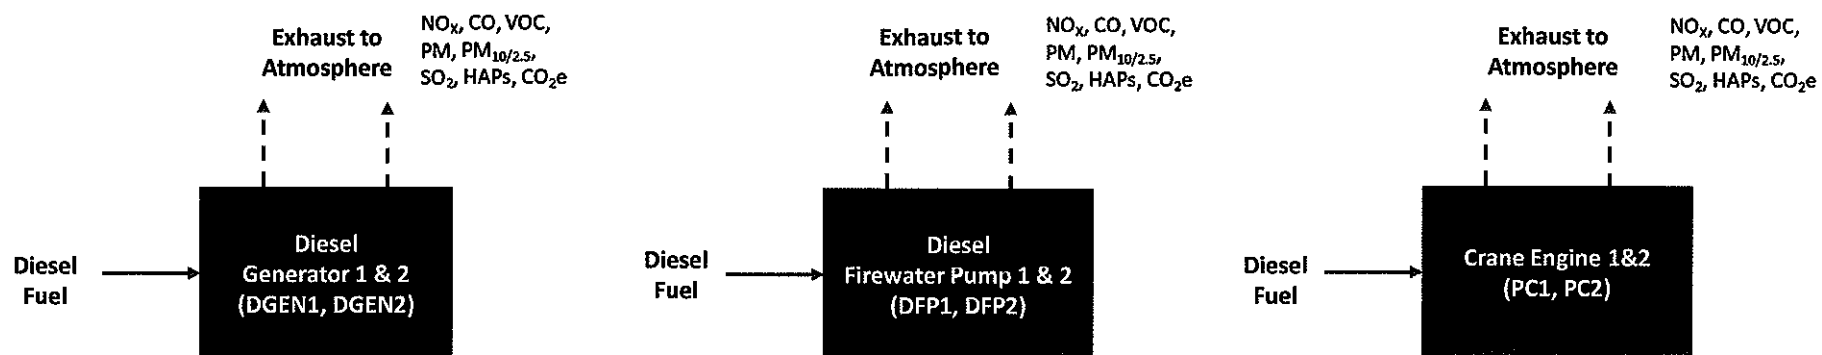 Exhaust to
Atmosphere
NOX, CO, VOC,
PM, PM10/2.5,
SO2, HAPs, CO2e
Diesel
Fuel
Diesel
Generator 1 & 2
(DGEN1, DGEN2)
Exhaust to
Atmosphere
NOX, CO, VOC,
PM, PM10/2.5,
SO2, HAPs, CO2e
Diesel
Fuel
Diesel
Firewater Pump 1 & 2
(DFP1, DFP2)
Exhaust to
Atmosphere
NOX, CO, VOC,
PM, PM10/2.5,
SO2, HAPs, CO2e
Diesel
Fuel
Crane Engine 1&2
(PC1, PC2)